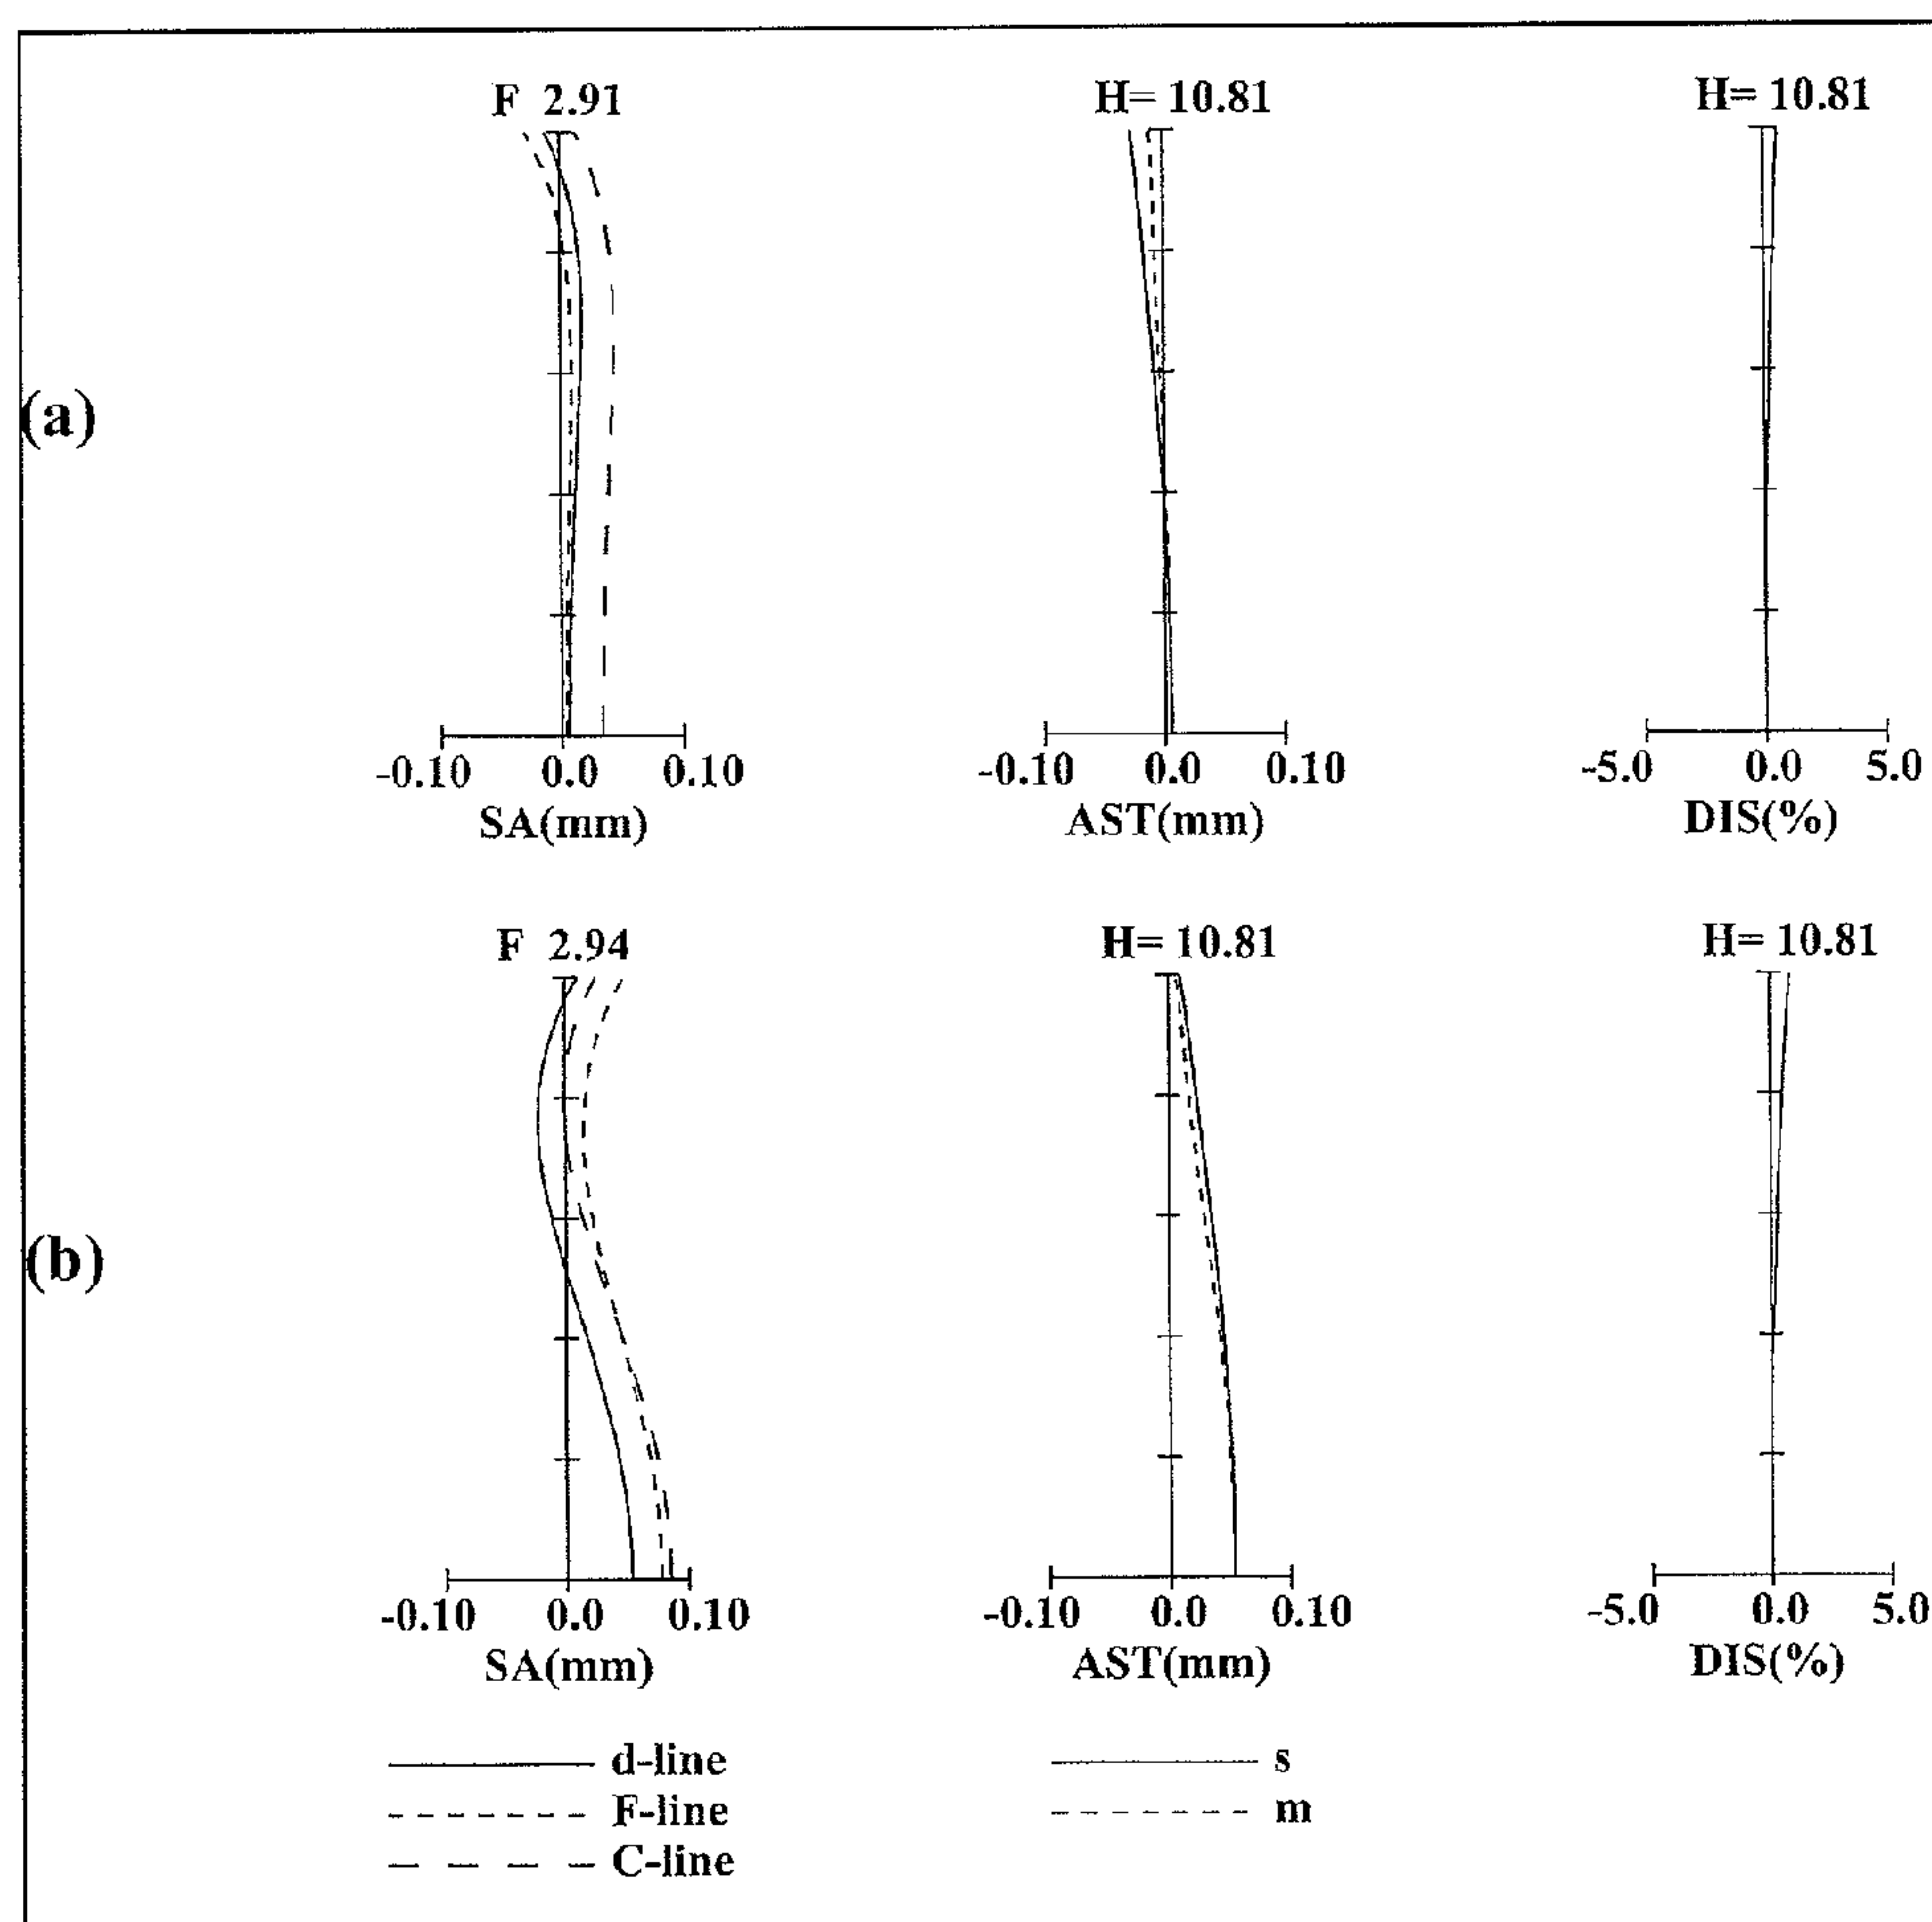 F 2.91 H= 10.81 H= 10.81
(a)
-0.10 0.0 0.10 -0.10 0.0 0.10 -5.0 0.0 5.0
SA(mm) AST(mm) DIS(%)
F 2.94 H= 10.81 H= 10.81
(b)
-0.10 0.0 0.10 -0.10 0.0 0.10 -5.0 0.0 5.0
SA(mm) AST(mm) DIS(%)
d-line s
F-line m
C-line